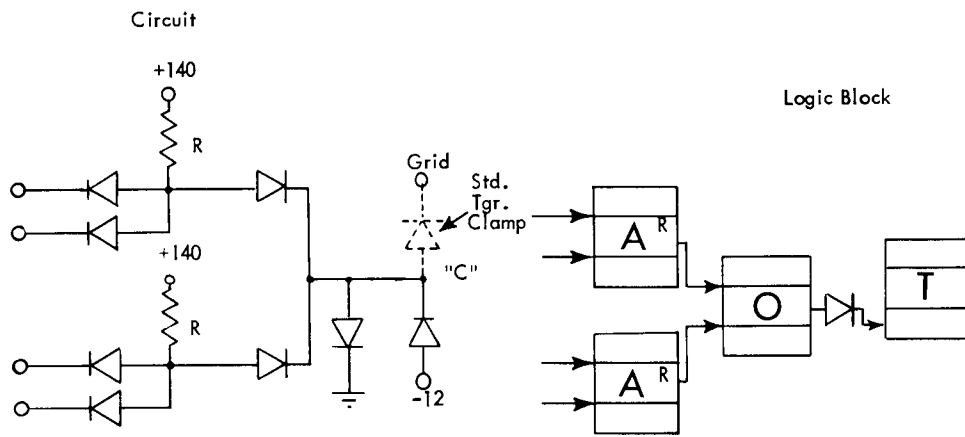 Circuit
+140
R
+140
R
Grid
Std.
Tgr.
Clamp
"C"
-12
Logic Block
A R
A R
O
T